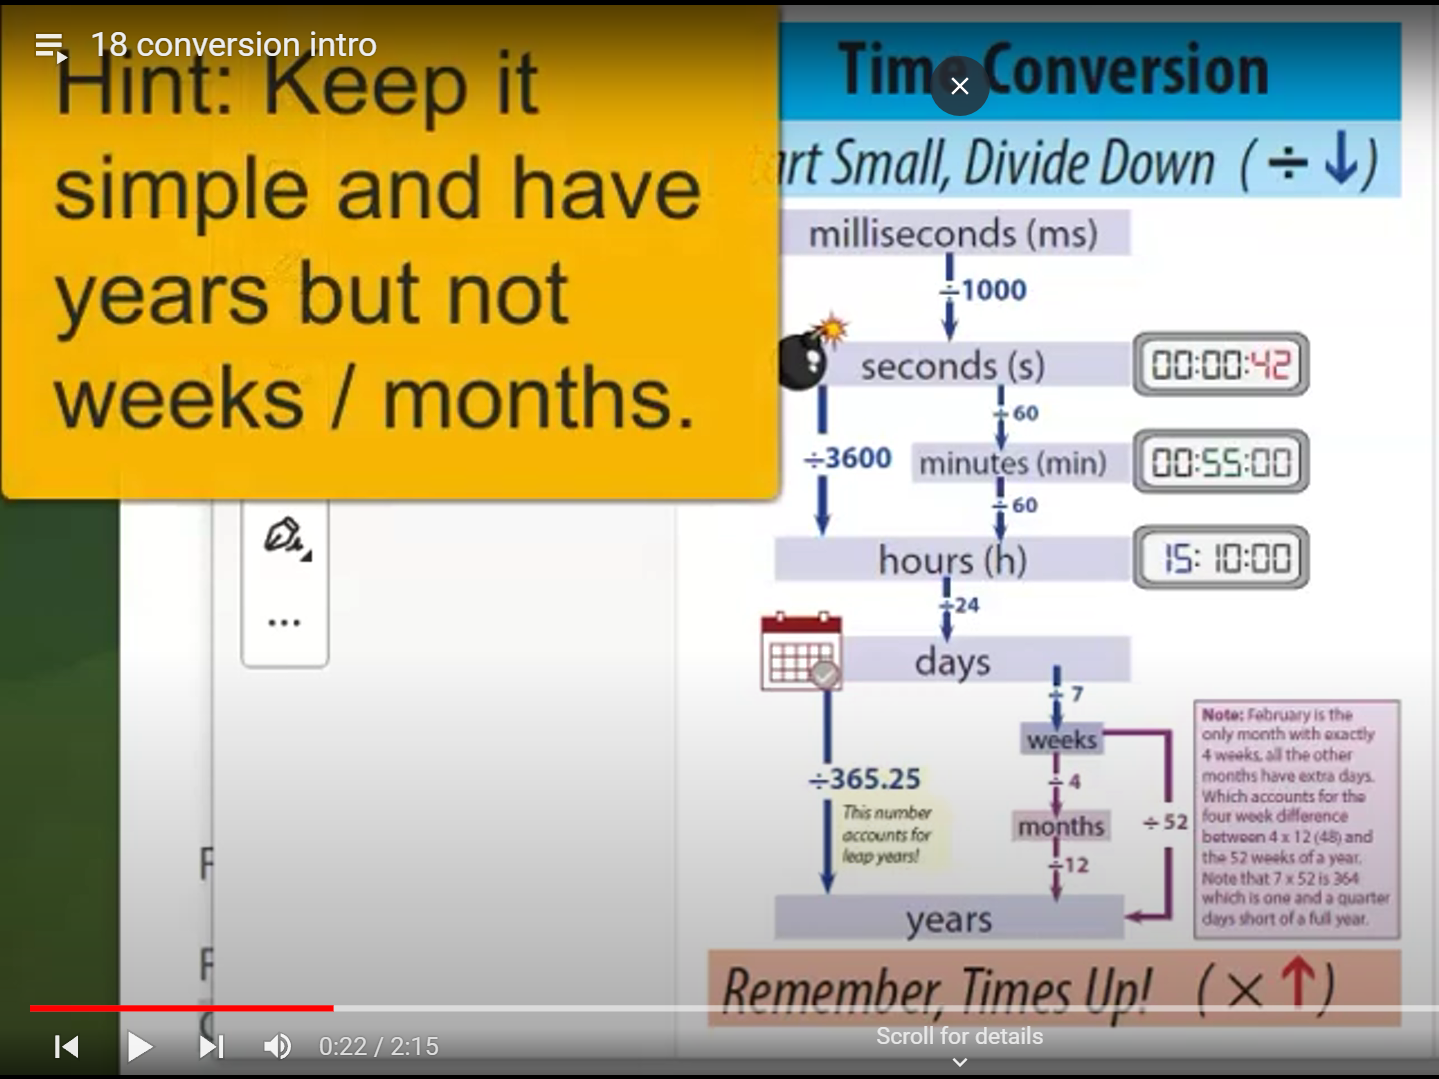 18 conversion intro
Hint: Keep it
simple and have
years but not
weeks / months.
Time Conversion
art Small, Divide Down (÷↓)
milliseconds (ms)
÷1000
seconds (s)
00:00:42
÷60
÷3600
minutes (min)
00:55:00
÷60
hours (h)
15:10:00
÷24
days
÷7
weeks
÷4
months
÷12
÷52
÷365.25
This number
accounts for
leap years!
years
Note: February is the
only month with exactly
4 weeks, all the other
months have extra days.
Which accounts for the
four week difference
between 4 x 12 (48) and
the 52 weeks of a year.
Note that 7 x 52 is 364
which is one and a quarter
days short of a full year.
Remember, Times Up! (×↑)
0:22 / 2:15
Scroll for details